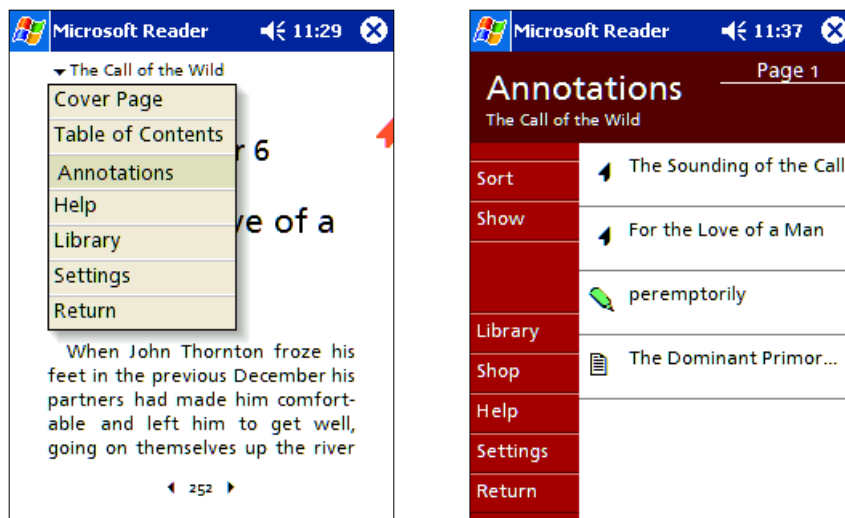 Microsoft Reader 11:29
The Call of the Wild
Cover Page
Table of Contents
Annotations
Help
Library
Settings
Return
r 6
ve of a
When John Thornton froze his
feet in the previous December his
partners had made him comfort-
able and left him to get well,
going on themselves up the river
252
Microsoft Reader 11:37
Annotations
Page 1
The Call of the Wild
Sort
Show
Library
Shop
Help
Settings
Return
The Sounding of the Call
For the Love of a Man
peremptorily
The Dominant Primor...